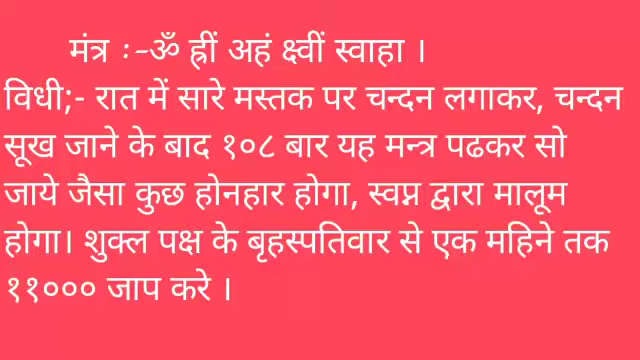 मंत्र :-ॐ ह्रीं अहं क्ष्वीं स्वाहा ।
विधी;- रात में सारे मस्तक पर चन्दन लगाकर, चन्दन
सूख जाने के बाद १०८ बार यह मन्त्र पढकर सो
जाये जैसा कुछ होनहार होगा, स्वप्न द्वारा मालूम
होगा। शुक्ल पक्ष के बृहस्पतिवार से एक महिने तक
११००० जाप करे ।